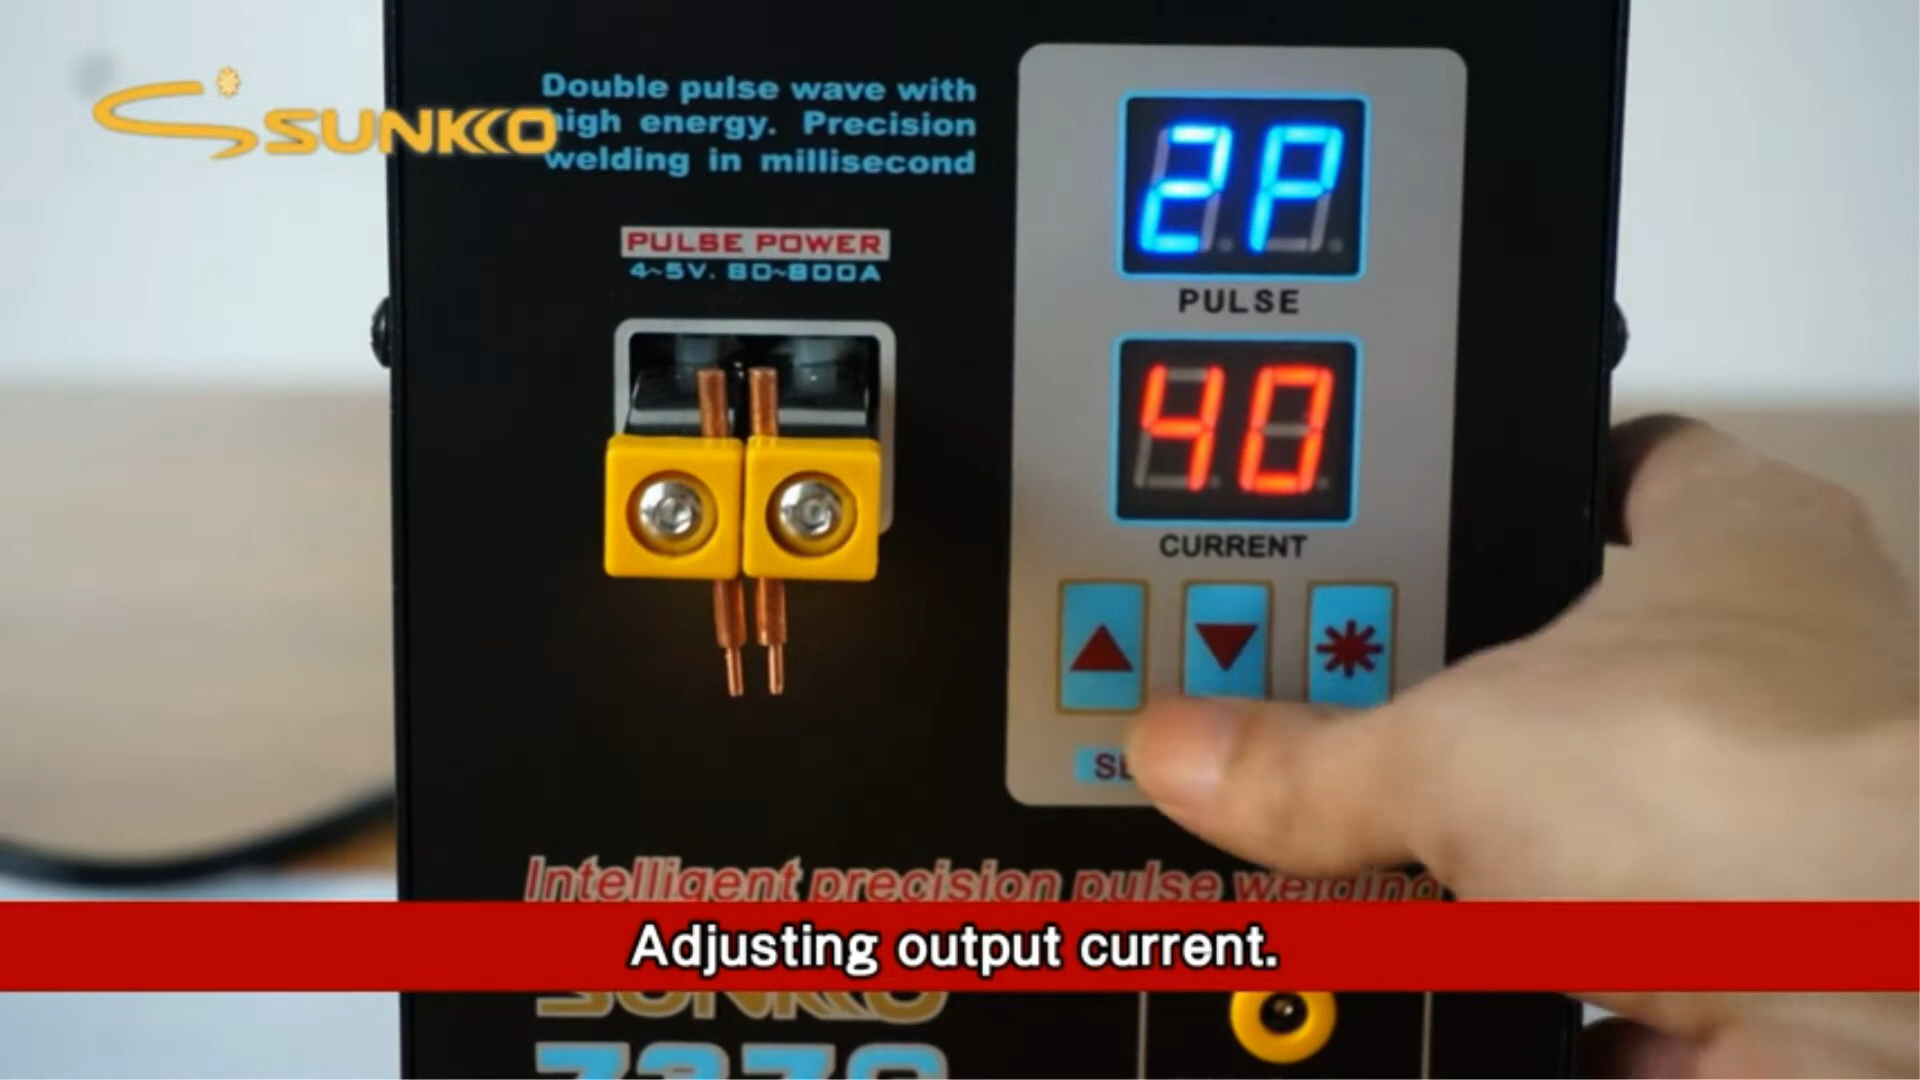 SUNKKO
Double pulse wave with
high energy. Precision
welding in millisecond
PULSE POWER
4~5V. 80~800A
2P
PULSE
40
CURRENT
Intelligent precision pulse welding
Adjusting output current.
SUNKKO